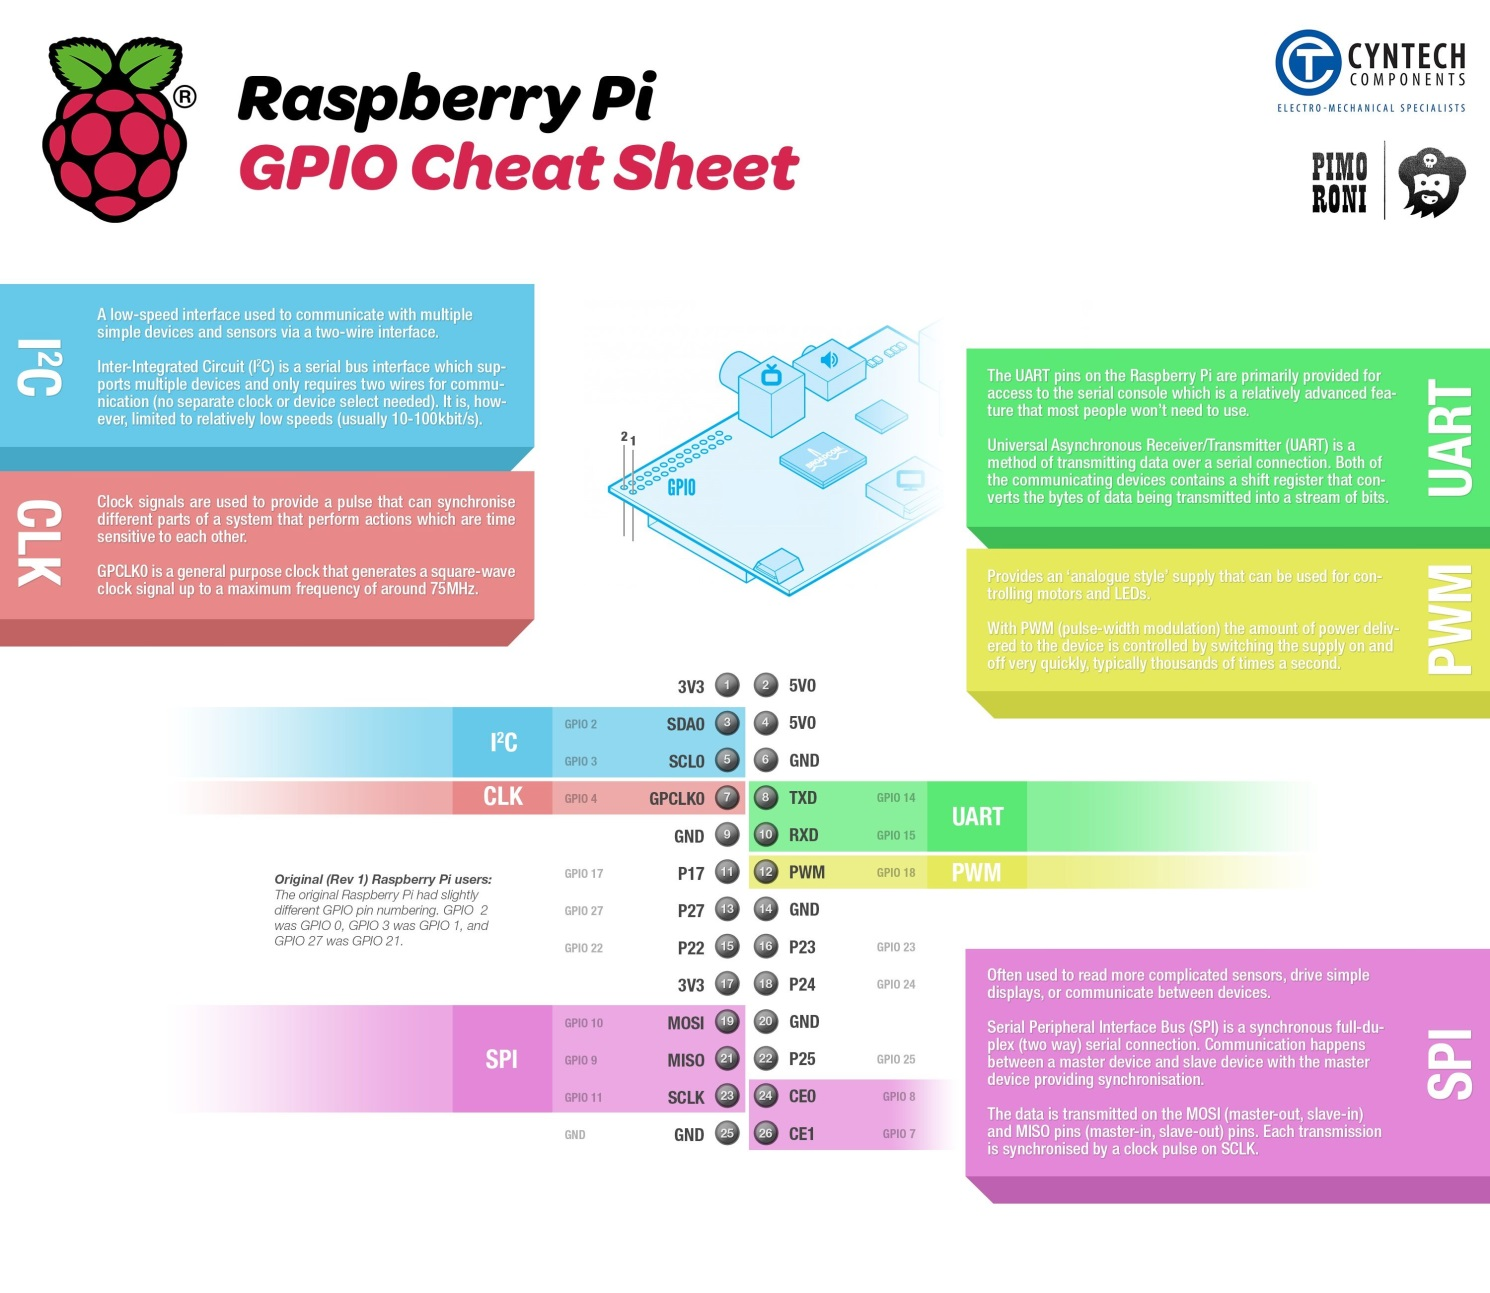 ®
Raspberry Pi
GPIO Cheat Sheet
CYNTECH
COMPONENTS
ELECTRO-MECHANICAL SPECIALISTS
PIMO
RONI
I²C
A low-speed interface used to communicate with multiple
simple devices and sensors via a two-wire interface.
Inter-Integrated Circuit (I²C) is a serial bus interface which sup-
ports multiple devices and only requires two wires for commu-
nication (no separate clock or device select needed). It is, how-
ever, limited to relatively low speeds (usually 10-100kbit/s).
CLK
Clock signals are used to provide a pulse that can synchronise
different parts of a system that perform actions which are time
sensitive to each other.
GPCLK0 is a general purpose clock that generates a square-wave
clock signal up to a maximum frequency of around 75MHz.
2 1
GPIO
BROADCOM
UART
The UART pins on the Raspberry Pi are primarily provided for
access to the serial console which is a relatively advanced fea-
ture that most people won't need to use.
Universal Asynchronous Receiver/Transmitter (UART) is a
method of transmitting data over a serial connection. Both of
the communicating devices contains a shift register that con-
verts the bytes of data being transmitted into a stream of bits.
PWM
Provides an 'analogue style' supply that can be used for con-
trolling motors and LEDs.
With PWM (pulse-width modulation) the amount of power deliv-
ered to the device is controlled by switching the supply on and
off very quickly, typically thousands of times a second.
3V3 1 2 5V0
I²C
GPIO 2 SDA0 3 4 5V0
GPIO 3 SCL0 5 6 GND
CLK GPIO 4 GPCLK0 7 8 TXD GPIO 14
UART
GND 9 10 RXD GPIO 15
GPIO 17 P17 11 12 PWM GPIO 18 PWM
GPIO 27 P27 13 14 GND
GPIO 22 P22 15 16 P23 GPIO 23
3V3 17 18 P24 GPIO 24
GPIO 10 MOSI 19 20 GND
SPI GPIO 9 MISO 21 22 P25 GPIO 25
GPIO 11 SCLK 23 24 CE0 GPIO 8
GND GND 25 26 CE1 GPIO 7
Original (Rev 1) Raspberry Pi users:
The original Raspberry Pi had slightly
different GPIO pin numbering. GPIO 2
was GPIO 0, GPIO 3 was GPIO 1, and
GPIO 27 was GPIO 21.
SPI
Often used to read more complicated sensors, drive simple
displays, or communicate between devices.
Serial Peripheral Interface Bus (SPI) is a synchronous full-du-
plex (two way) serial connection. Communication happens
between a master device and slave device with the master
device providing synchronisation.
The data is transmitted on the MOSI (master-out, slave-in)
and MISO pins (master-in, slave-out) pins. Each transmission
is synchronised by a clock pulse on SCLK.